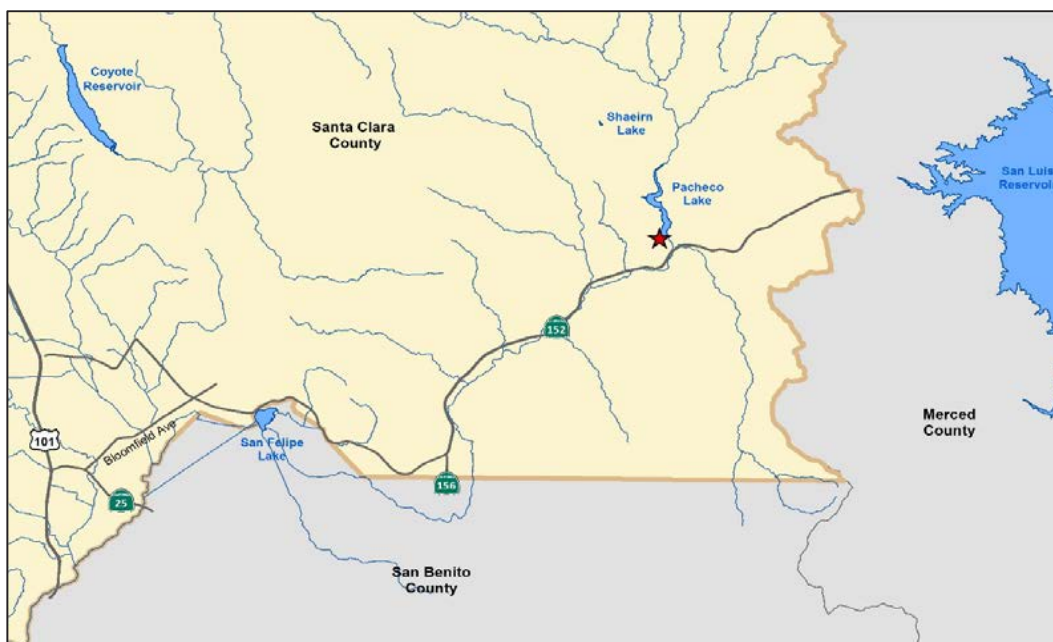 Coyote
Reservoir
Santa Clara
County
Shaeirn
Lake
San Luis
Reservoir
Pacheco
Lake
152
Merced
County
101
Bloomfield Ave
San Felipe
Lake
156
25
San Benito
County